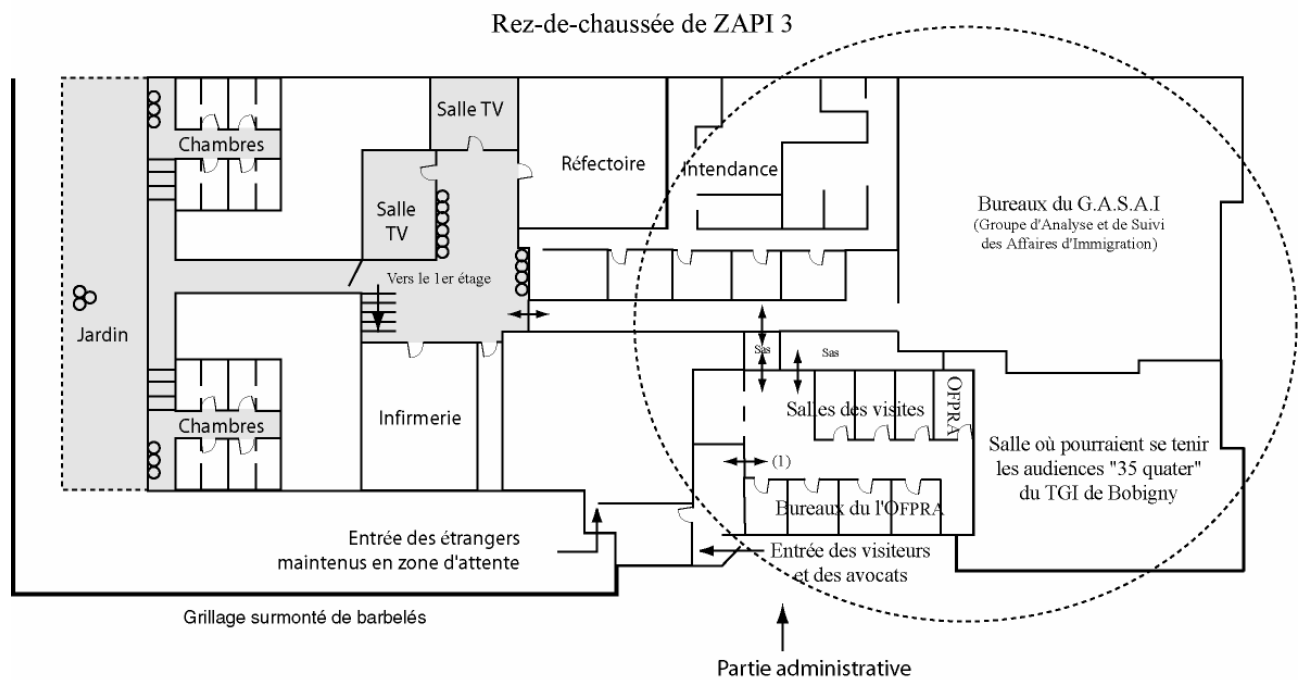 Rez-de-chaussée de ZAPI 3
Salle TV
Chambres
Réfectoire
Intendance
Salle
TV
Bureaux du G.A.S.A.I
(Groupe d'Analyse et de Suivi
des Affaires d'Immigration)
Vers le 1er étage
Jardin
Sas
Sas
OFPRA
Salles des visites
Infirmerie
Chambres
Salle où pourraient se tenir
les audiences "35 quater"
du TGI de Bobigny
(1)
Bureaux du l'OFPRA
Entrée des étrangers
maintenus en zone d'attente
Entrée des visiteurs
et des avocats
Grillage surmonté de barbelés
Partie administrative